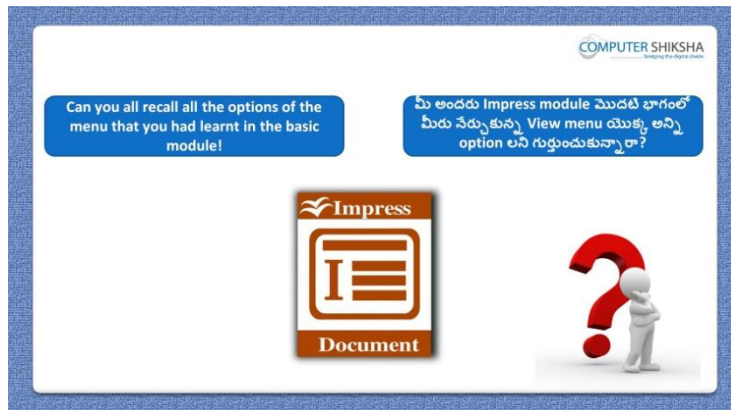 COMPUTER SHIKSHA
bridging the digital divide
Can you all recall all the options of the
menu that you had learnt in the basic
module!
మీ అందరు Impress module మొదటి భాగంలో
మీరు నేర్చుకున్న View menu యొక్క అన్ని
option లని గుర్తుంచుకున్నారా?
Impress
Document